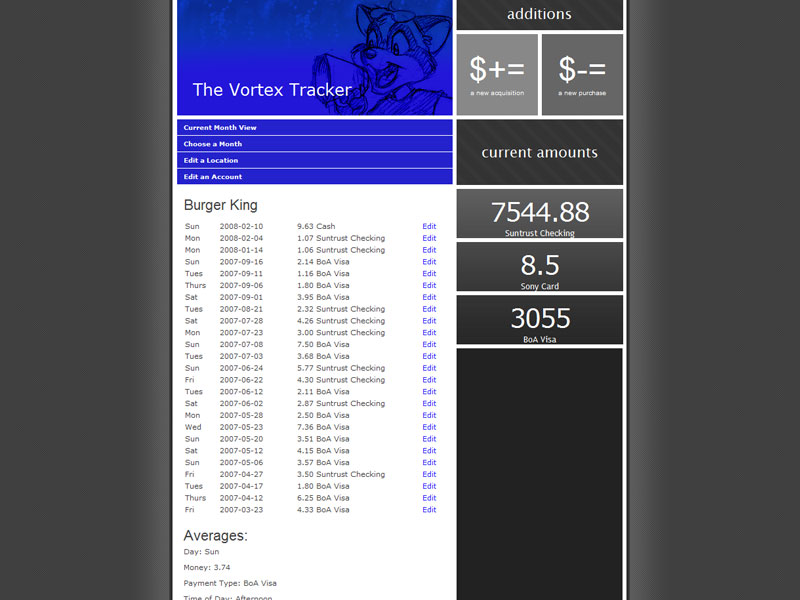 The Vortex Tracker
Current Month View
Choose a Month
Edit a Location
Edit an Account
Burger King
Sun 2008-02-10 9.63 Cash Edit
Mon 2008-02-04 1.07 Suntrust Checking Edit
Mon 2008-01-14 1.06 Suntrust Checking Edit
Sun 2007-09-16 2.14 BoA Visa Edit
Tues 2007-09-11 1.16 BoA Visa Edit
Thurs 2007-09-06 1.80 BoA Visa Edit
Sat 2007-09-01 3.95 BoA Visa Edit
Tues 2007-08-21 2.32 Suntrust Checking Edit
Sat 2007-07-28 4.26 Suntrust Checking Edit
Mon 2007-07-23 3.00 Suntrust Checking Edit
Sun 2007-07-08 7.50 BoA Visa Edit
Tues 2007-07-03 3.68 BoA Visa Edit
Sun 2007-06-24 5.77 Suntrust Checking Edit
Fri 2007-06-22 4.30 Suntrust Checking Edit
Tues 2007-06-12 2.11 BoA Visa Edit
Sat 2007-06-02 2.87 Suntrust Checking Edit
Mon 2007-05-28 2.50 BoA Visa Edit
Wed 2007-05-23 7.36 BoA Visa Edit
Sun 2007-05-20 3.51 BoA Visa Edit
Sat 2007-05-12 4.15 BoA Visa Edit
Sun 2007-05-06 3.57 BoA Visa Edit
Fri 2007-04-27 3.50 Suntrust Checking Edit
Tues 2007-04-17 1.80 BoA Visa Edit
Thurs 2007-04-12 6.25 BoA Visa Edit
Fri 2007-03-23 4.33 BoA Visa Edit
Averages:
Day: Sun
Money: 3.74
Payment Type: BoA Visa
Time of Day: Afternoon
additions
$+=
a new acquisition
$-=
a new purchase
current amounts
7544.88
Suntrust Checking
8.5
Sony Card
3055
BoA Visa